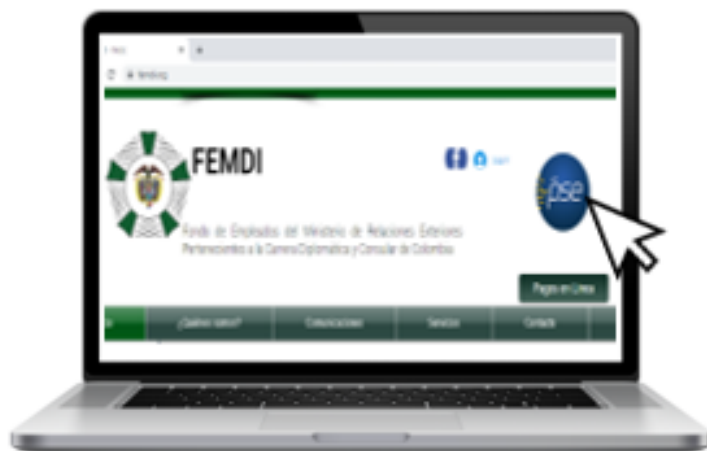 FEMDI
pse
Fondo de Empleados del Ministerio de Relaciones Exteriores
Pertenecientes a la Carrera Diplomática y Consular de Colombia
Pagos en Línea
¿Quiénes somos? Comunicaciones Servicios Contacto